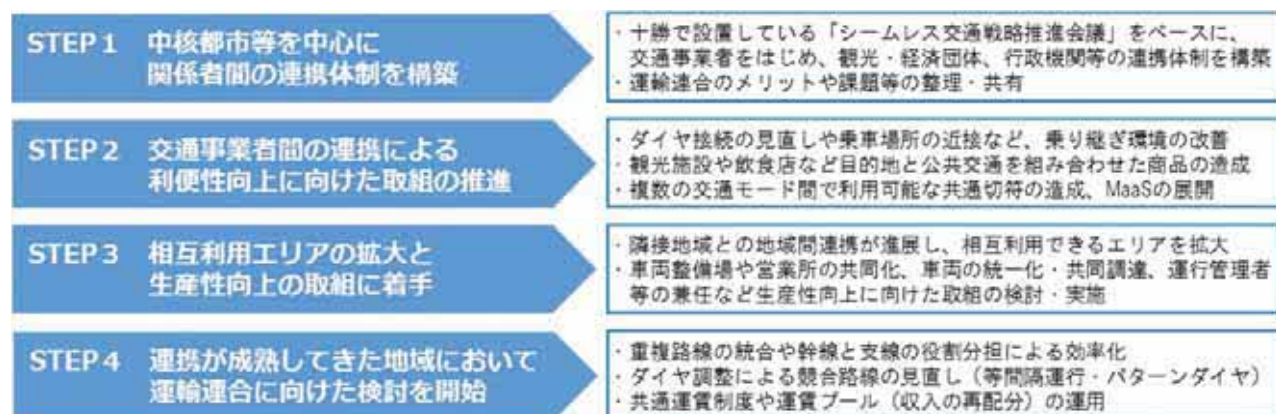 STEP1 中核都市等を中心に
関係者間の連携体制を構築
・十勝で設置している「シームレス交通戦略推進会議」をベースに、
交通事業者をはじめ、観光・経済団体、行政機関等の連携体制を構築
・運輸連合のメリットや課題等の整理・共有
STEP2 交通事業者間の連携による
利便性向上に向けた取組の推進
・ダイヤ接続の見直しや乗車場所の近接など、乗り継ぎ環境の改善
・観光施設や飲食店など目的地と公共交通を組み合わせた商品の造成
・複数の交通モード間で利用可能な共通切符の造成、MaaSの展開
STEP3 相互利用エリアの拡大と
生産性向上の取組に着手
・隣接地域との地域間連携が進展し、相互利用できるエリアを拡大
・車両整備場や営業所の共同化、車両の統一化・共同調達、運行管理者
等の兼任など生産性向上に向けた取組の検討・実施
STEP4 連携が成熟してきた地域において
運輸連合に向けた検討を開始
・重複路線の統合や幹線と支線の役割分担による効率化
・ダイヤ調整による競合路線の見直し（等間隔運行・パターンダイヤ）
・共通運賃制度や運賃プール（収入の再配分）の運用